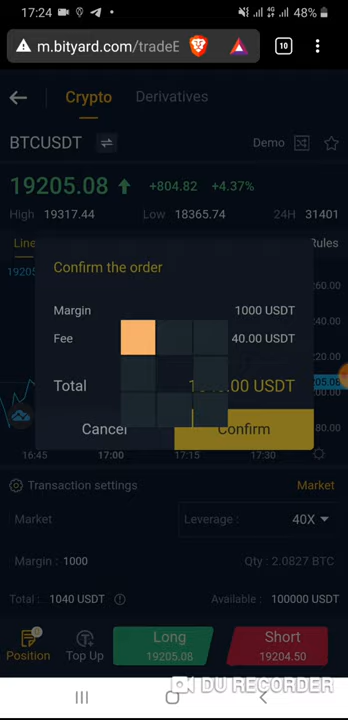 17:24 48%
m.bityard.com/tradeE 10
Crypto Derivatives
BTCUSDT Demo
19205.08 +804.82 +4.37%
High 19317.44 Low 18365.74 24H 31401
Line Rules
Confirm the order
Margin 1000 USDT
Fee 40.00 USDT
Total .00 USDT
Cancel Confirm
16:45 17:00 17:15 17:30
Transaction settings Market
Market Leverage : 40X
Margin : 1000 Qty : 2.0827 BTC
Total : 1040 USDT Available : 100000 USDT
Position 0 Top Up Long 19205.08 Short 19204.50
DU RECORDER